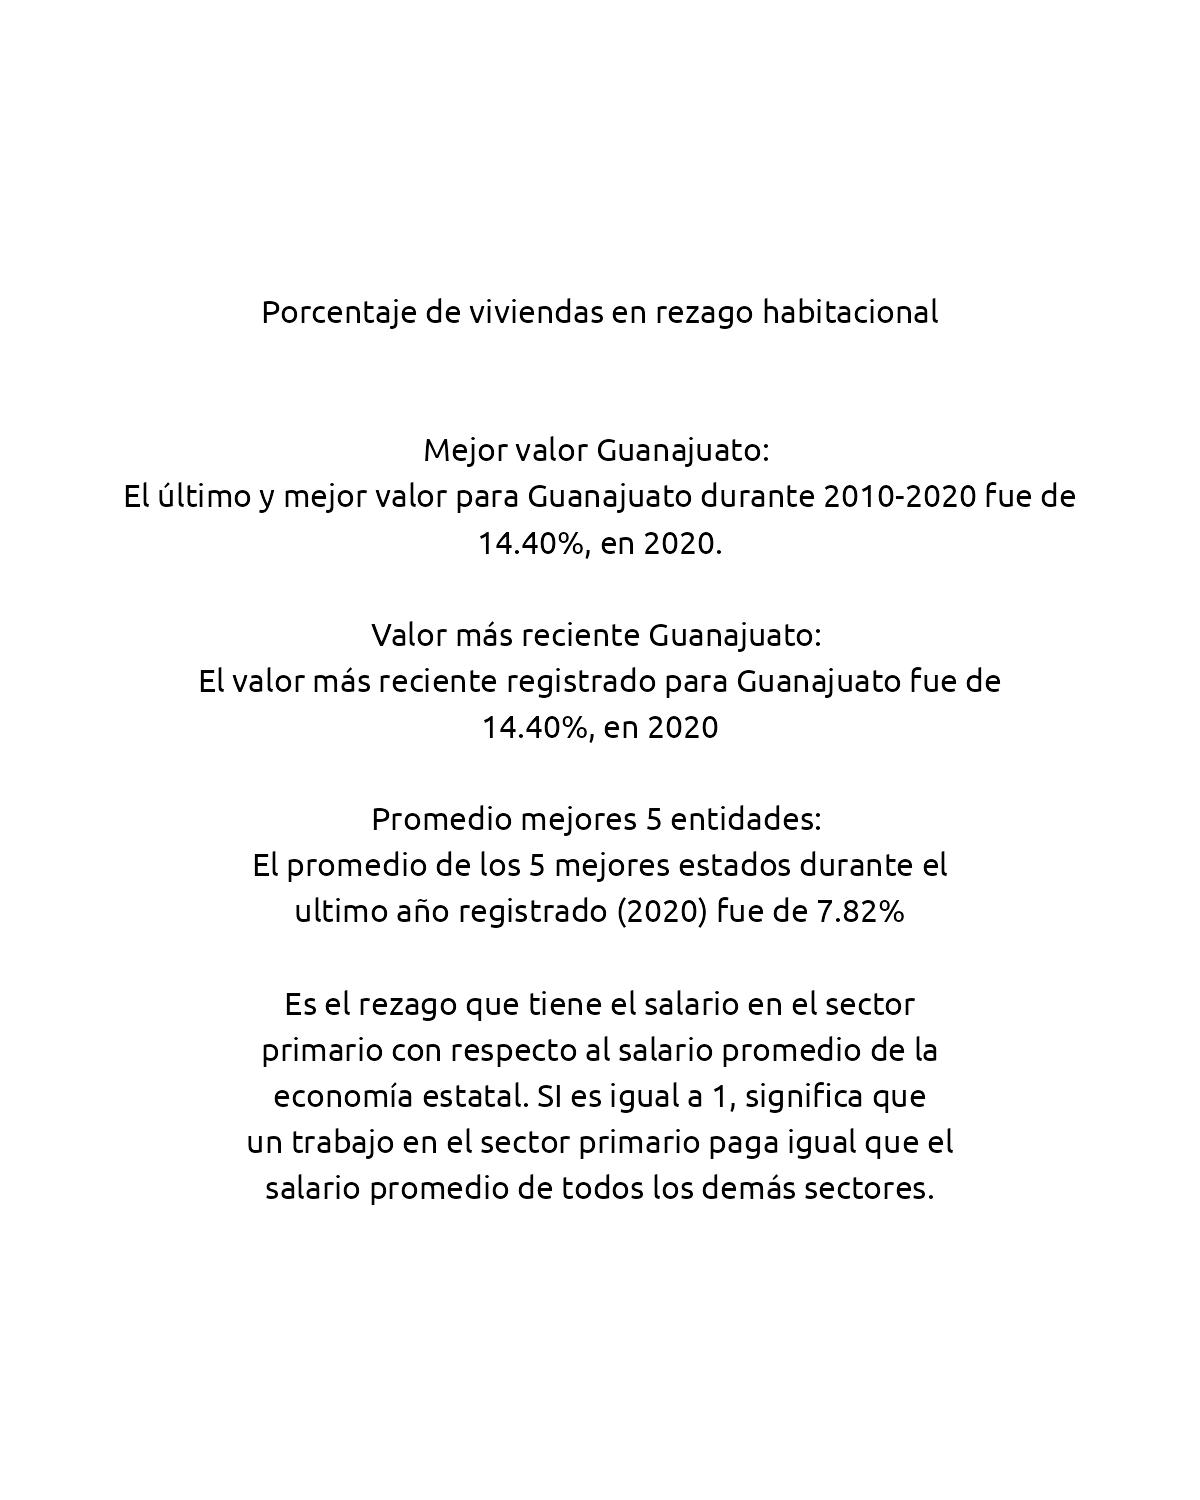 Porcentaje de viviendas en rezago habitacional
Mejor valor Guanajuato:
El último y mejor valor para Guanajuato durante 2010-2020 fue de
14.40%, en 2020.
Valor más reciente Guanajuato:
El valor más reciente registrado para Guanajuato fue de
14.40%, en 2020
Promedio mejores 5 entidades:
El promedio de los 5 mejores estados durante el
ultimo año registrado (2020) fue de 7.82%
Es el rezago que tiene el salario en el sector
primario con respecto al salario promedio de la
economía estatal. SI es igual a 1, significa que
un trabajo en el sector primario paga igual que el
salario promedio de todos los demás sectores.